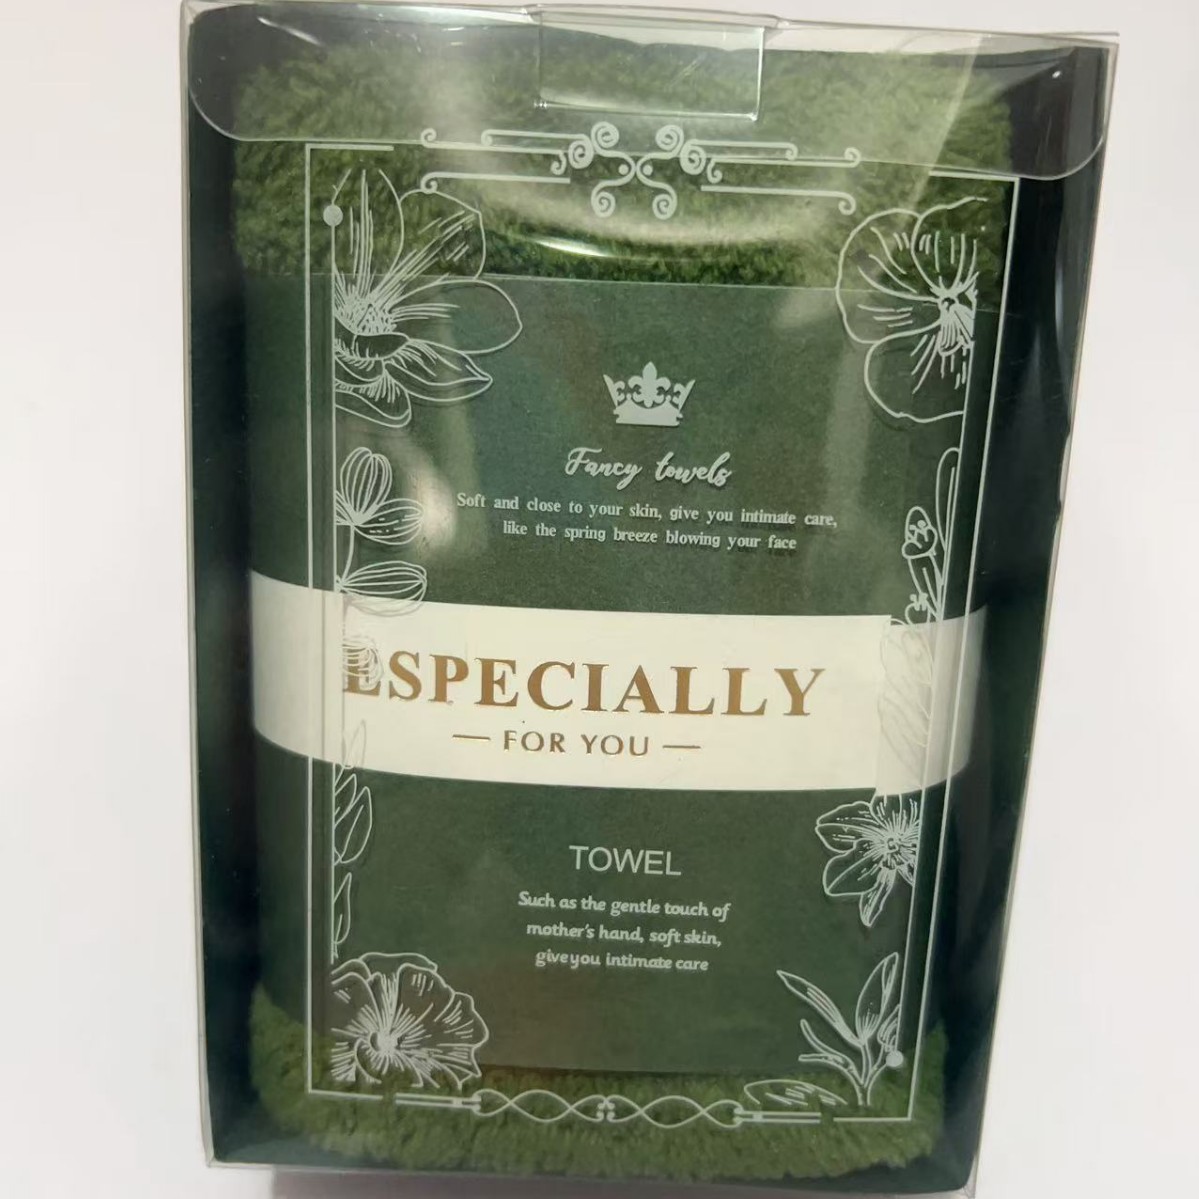 Fancy towels
Soft and close to your skin, give you intimate care,
like the spring breeze blowing your face
ESPECIALLY
— FOR YOU —
TOWEL
Such as the gentle touch of
mother's hand, soft skin,
giveyou intimate care